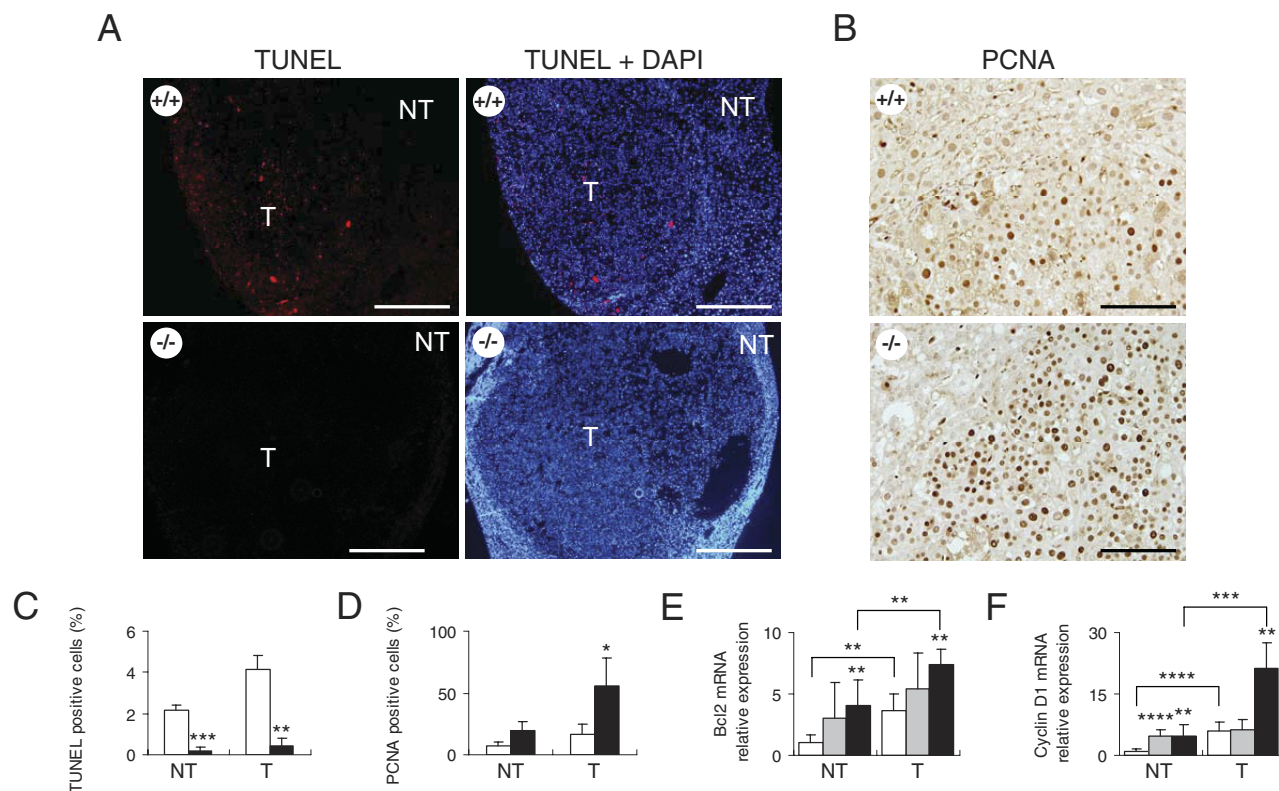 A
B
TUNEL
TUNEL + DAPI
PCNA
+/+
NT
T
+/+
NT
T
+/+
-/-
NT
T
-/-
NT
T
-/-
C
TUNEL positive cells (%)
6
4
2
0
***
**
NT
T
D
PCNA positive cells (%)
100
50
0
*
NT
T
E
Bcl2 mRNA
relative expression
10
5
0
**
**
**
**
NT
T
F
Cyclin D1 mRNA
relative expression
30
15
0
***
**
****
**** **
NT
T